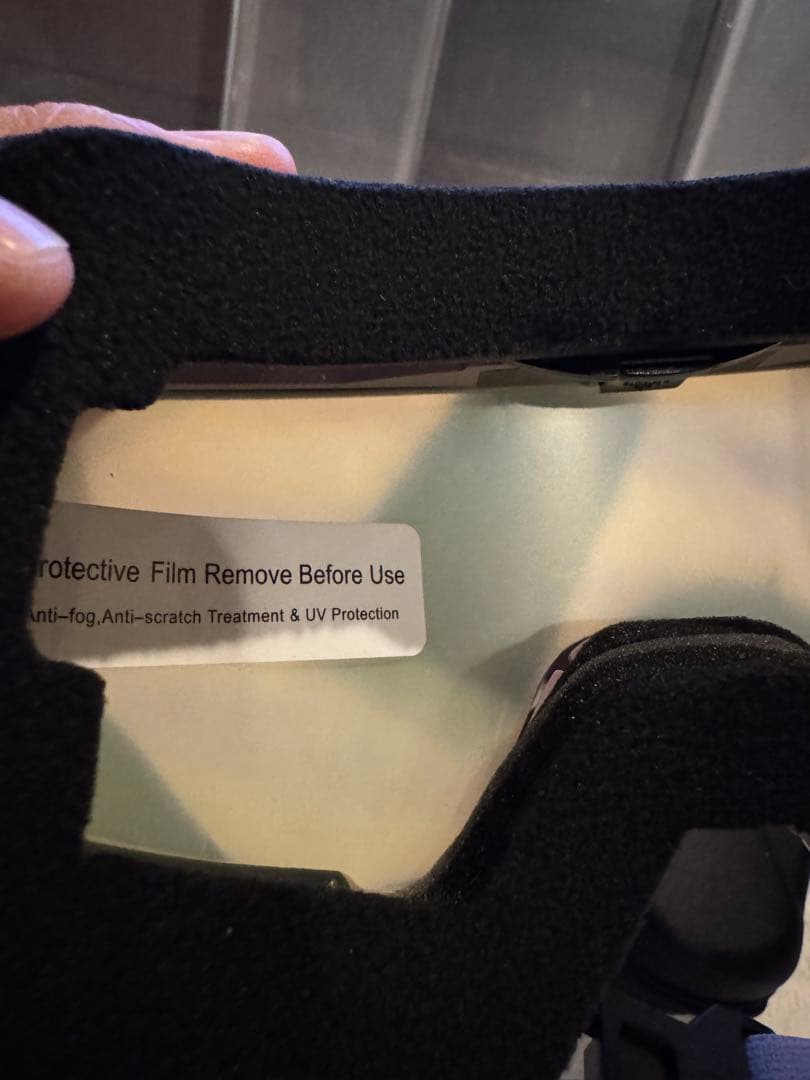 rotective Film Remove Before Use
Anti–fog,Anti–scratch Treatment & UV Protection